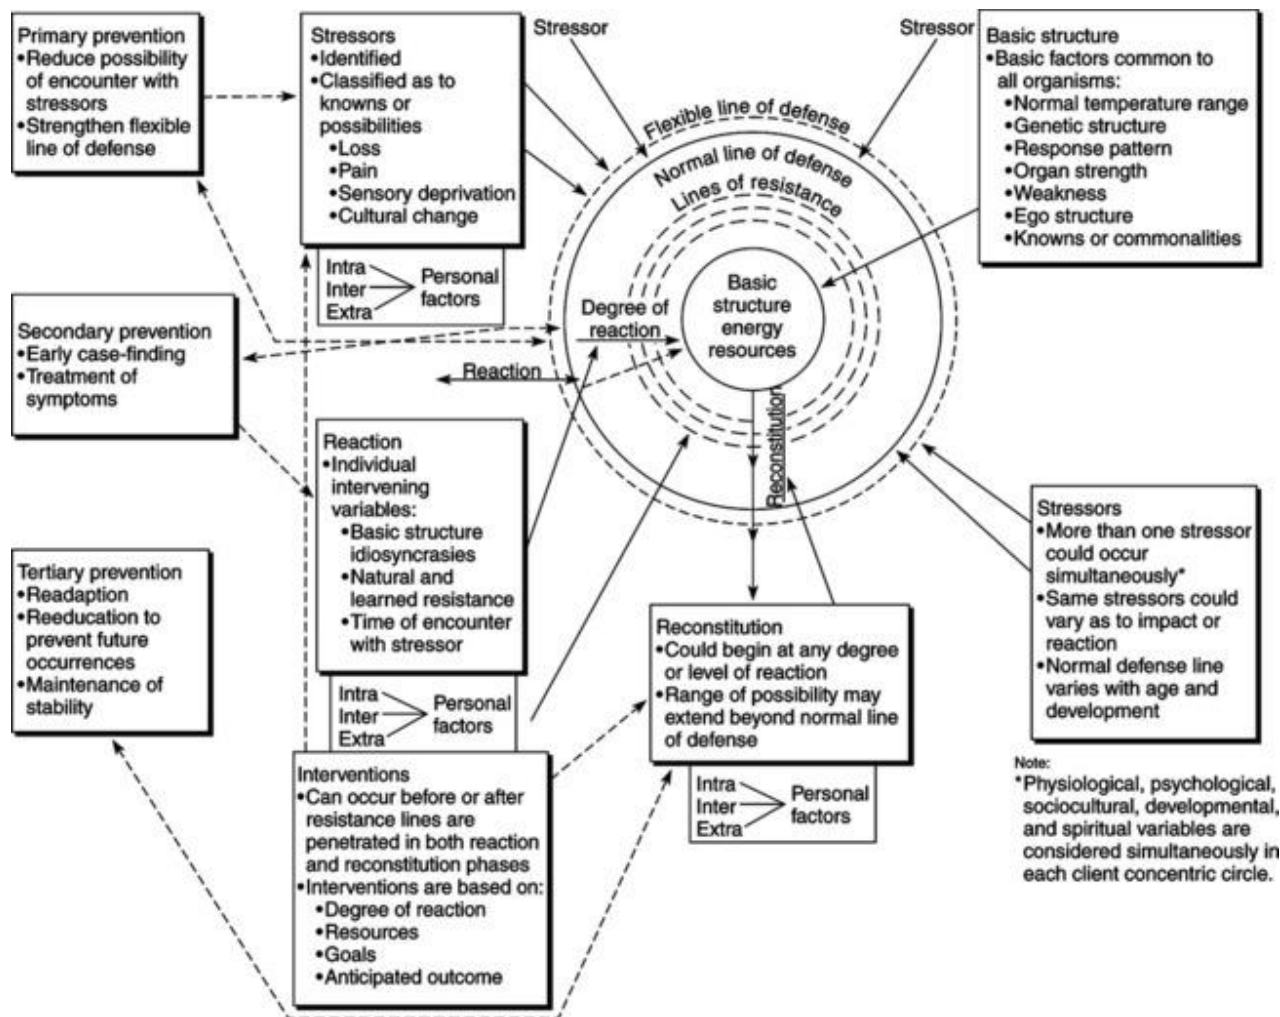 Primary prevention
•Reduce possibility
of encounter with
stressors
•Strengthen flexible
line of defense
Stressors
•Identified
•Classified as to
knowns or
possibilities
•Loss
•Pain
•Sensory deprivation
•Cultural change
Intra
Inter
Extra
Personal
factors
Stressor
Stressor
Flexible line of defense
Normal line of defense
Lines of resistance
Basic
structure
energy
resources
Degree of
reaction
Reaction
Reconstitution
Basic structure
•Basic factors common to
all organisms:
•Normal temperature range
•Genetic structure
•Response pattern
•Organ strength
•Weakness
•Ego structure
•Knowns or commonalities
Secondary prevention
•Early case-finding
•Treatment of
symptoms
Reaction
•Individual
intervening
variables:
•Basic structure
idiosyncrasies
•Natural and
learned resistance
•Time of encounter
with stressor
Intra
Inter
Extra
Personal
factors
Tertiary prevention
•Readaption
•Reeducation to
prevent future
occurrences
•Maintenance of
stability
Interventions
•Can occur before or after
resistance lines are
penetrated in both reaction
and reconstitution phases
•Interventions are based on:
•Degree of reaction
•Resources
•Goals
•Anticipated outcome
Reconstitution
•Could begin at any degree
or level of reaction
•Range of possibility may
extend beyond normal line
of defense
Intra
Inter
Extra
Personal
factors
Stressors
•More than one stressor
could occur
simultaneously*
•Same stressors could
vary as to impact or
reaction
•Normal defense line
varies with age and
development
Note:
*Physiological, psychological,
sociocultural, developmental,
and spiritual variables are
considered simultaneously in
each client concentric circle.